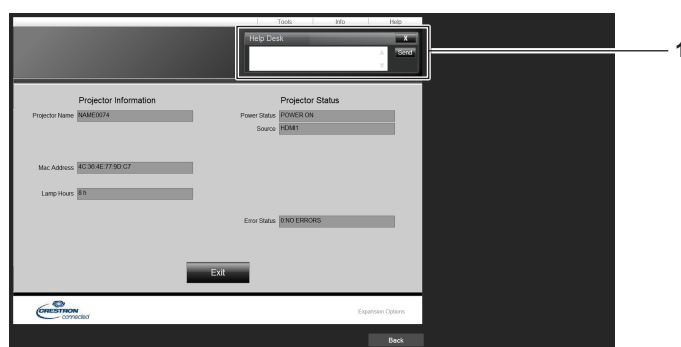 Tools Info Help
Help Desk X
Send
1
Projector Information Projector Status
Projector Name NAME0074 Power Status POWER ON
Source HDMI1
Mac Address 4C:36:4E:77:9D:C7
Lamp Hours 8 h
Error Status 0:NO ERRORS
Exit
CRESTRON
connected
Expansion Options
Back